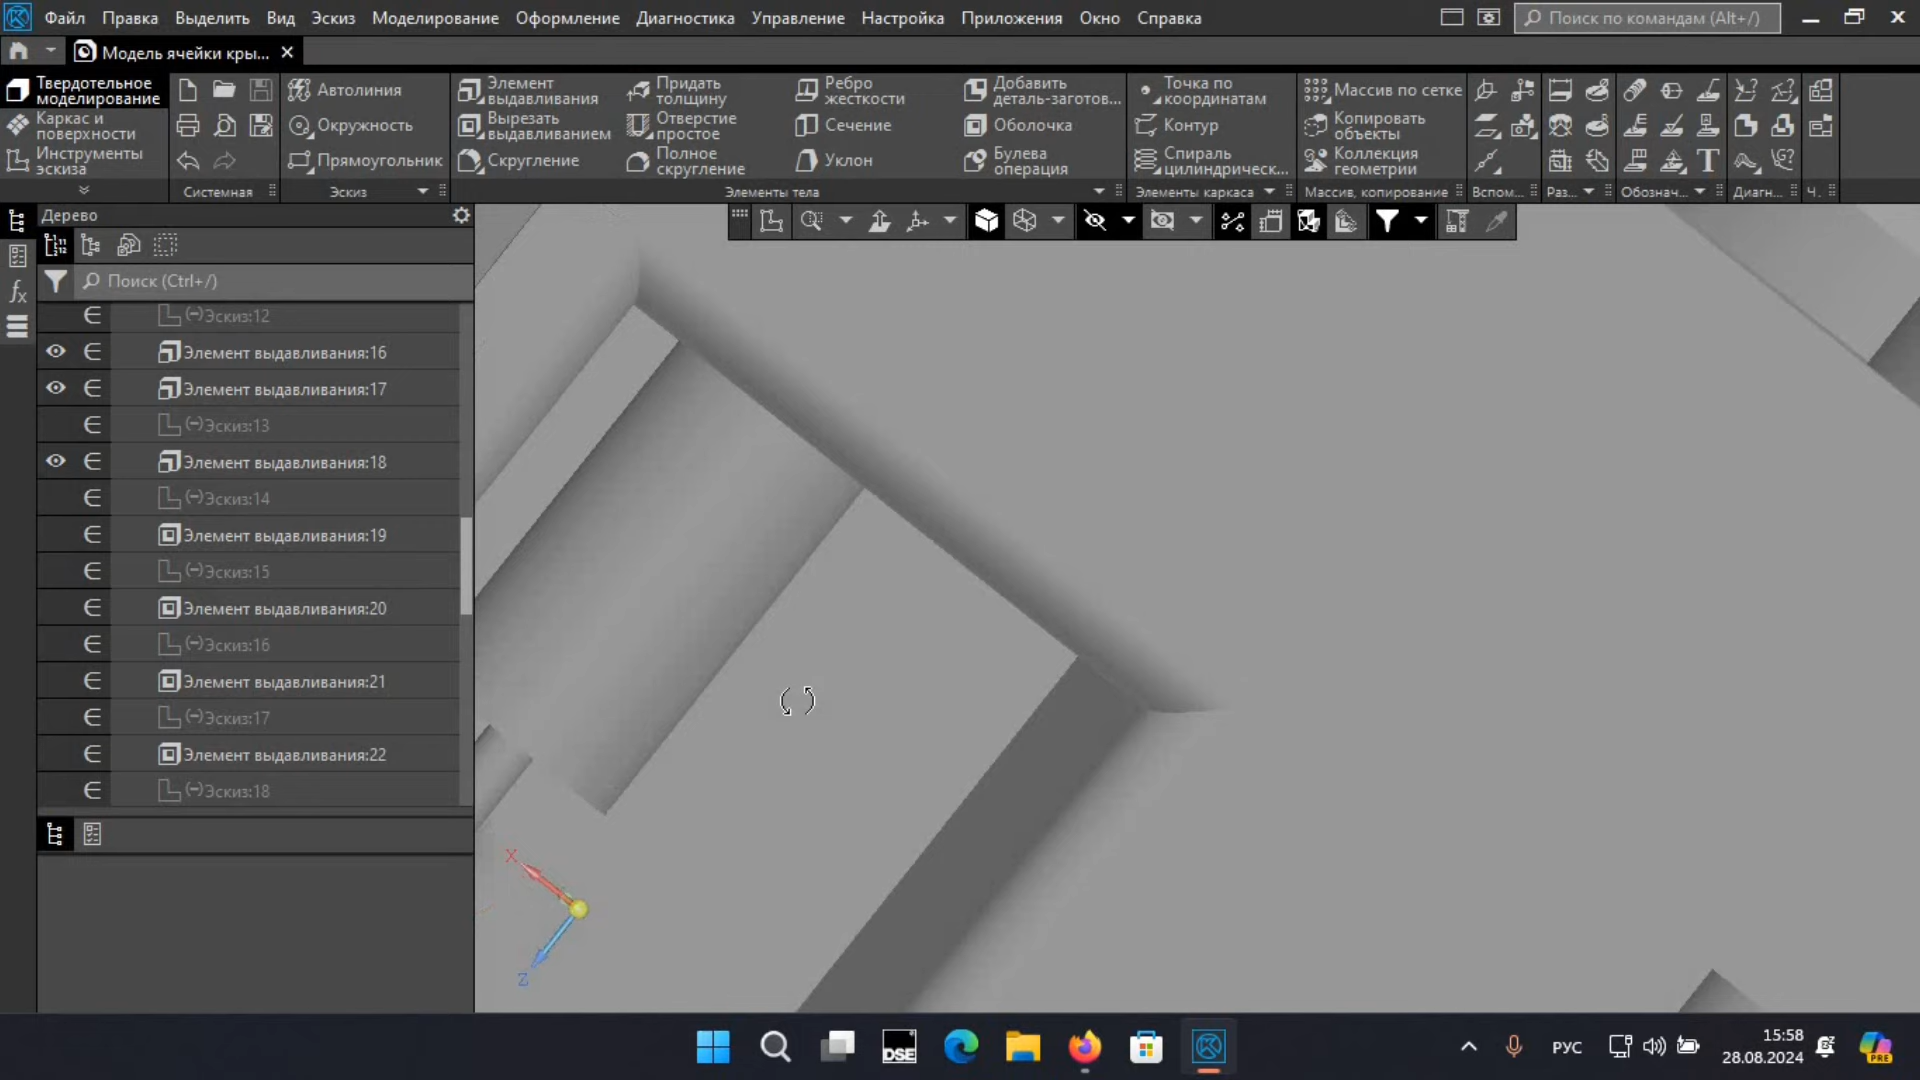 Файл Правка Выделить Вид Эскиз Моделирование Оформление Диагностика Управление Настройка Приложения Окно Справка Поиск по командам (Alt+/)
Модель ячейки кры...
Твердотельное
моделирование
Каркас и
поверхности
Инструменты
эскиза
Системная
Автолиния
Окружность
Прямоугольник
Эскиз
Элемент
выдавливания
Вырезать
выдавливанием
Скругление
Придать
толщину
Отверстие
простое
Полное
скругление
Ребро
жесткости
Сечение
Уклон
Добавить
деталь-заготов...
Оболочка
Булева
операция
Элементы тела
Точка по
координатам
Контур
Спираль
цилиндрическ...
Элементы каркаса
Массив по сетке
Копировать
объекты
Коллекция
геометрии
Массив, копирование
Вспом...
Раз...
Обознач...
Диагн...
Ч...
Дерево
Поиск (Ctrl+/)
(-)Эскиз:12
Элемент выдавливания:16
Элемент выдавливания:17
(-)Эскиз:13
Элемент выдавливания:18
(-)Эскиз:14
Элемент выдавливания:19
(-)Эскиз:15
Элемент выдавливания:20
(-)Эскиз:16
Элемент выдавливания:21
(-)Эскиз:17
Элемент выдавливания:22
(-)Эскиз:18
X
Z
DSE
РУС
15:58
28.08.2024
PRE